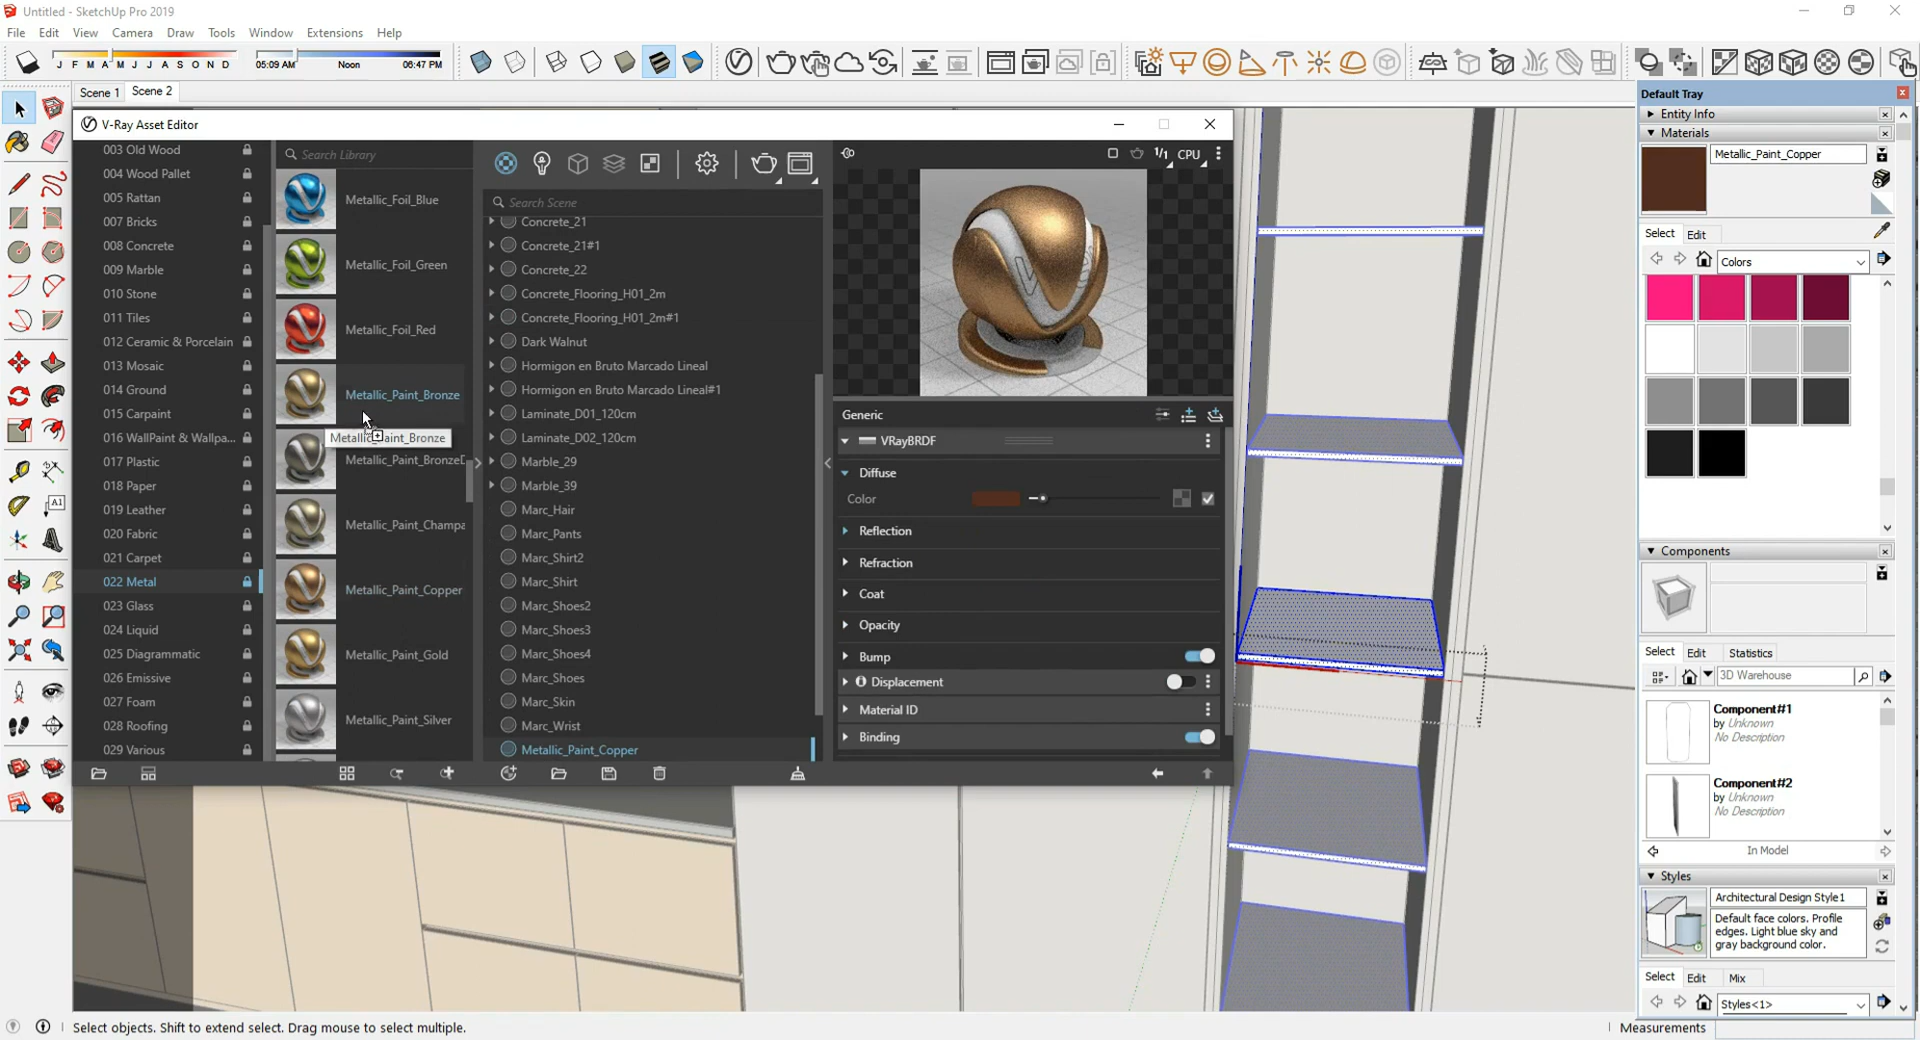 Untitled - SketchUp Pro 2019
File Edit View Camera Draw Tools Window Extensions Help
J F M A M J J A S O N D 05:09 AM Noon 06:47 PM
Scene 1 Scene 2
V-Ray Asset Editor
003 Old Wood
004 Wood Pallet
005 Rattan
007 Bricks
008 Concrete
009 Marble
010 Stone
011 Tiles
012 Ceramic & Porcelain
013 Mosaic
014 Ground
015 Carpaint
016 WallPaint & Wallpa...
017 Plastic
018 Paper
019 Leather
020 Fabric
021 Carpet
022 Metal
023 Glass
024 Liquid
025 Diagrammatic
026 Emissive
027 Foam
028 Roofing
029 Various
Search Library
Metallic_Foil_Blue
Metallic_Foil_Green
Metallic_Foil_Red
Metallic_Paint_Bronze
Metallic_Paint_Bronze
Metallic_Paint_BronzeD
Metallic_Paint_Champa
Metallic_Paint_Copper
Metallic_Paint_Gold
Metallic_Paint_Silver
Search Scene
Concrete_21
Concrete_21#1
Concrete_22
Concrete_Flooring_H01_2m
Concrete_Flooring_H01_2m#1
Dark Walnut
Hormigon en Bruto Marcado Lineal
Hormigon en Bruto Marcado Lineal#1
Laminate_D01_120cm
Laminate_D02_120cm
Marble_29
Marble_39
Marc_Hair
Marc_Pants
Marc_Shirt2
Marc_Shirt
Marc_Shoes2
Marc_Shoes3
Marc_Shoes4
Marc_Shoes
Marc_Skin
Marc_Wrist
Metallic_Paint_Copper
1/1 CPU
Generic
VRayBRDF
Diffuse
Color
Reflection
Refraction
Coat
Opacity
Bump
Displacement
Material ID
Binding
Default Tray
Entity Info
Materials
Metallic_Paint_Copper
Select Edit
Colors
Components
Select Edit Statistics
3D Warehouse
Component#1
by Unknown
No Description
Component#2
by Unknown
No Description
In Model
Styles
Architectural Design Style1
Default face colors. Profile
edges. Light blue sky and
gray background color.
Select Edit Mix
Styles<1>
A1
Select objects. Shift to extend select. Drag mouse to select multiple.
Measurements